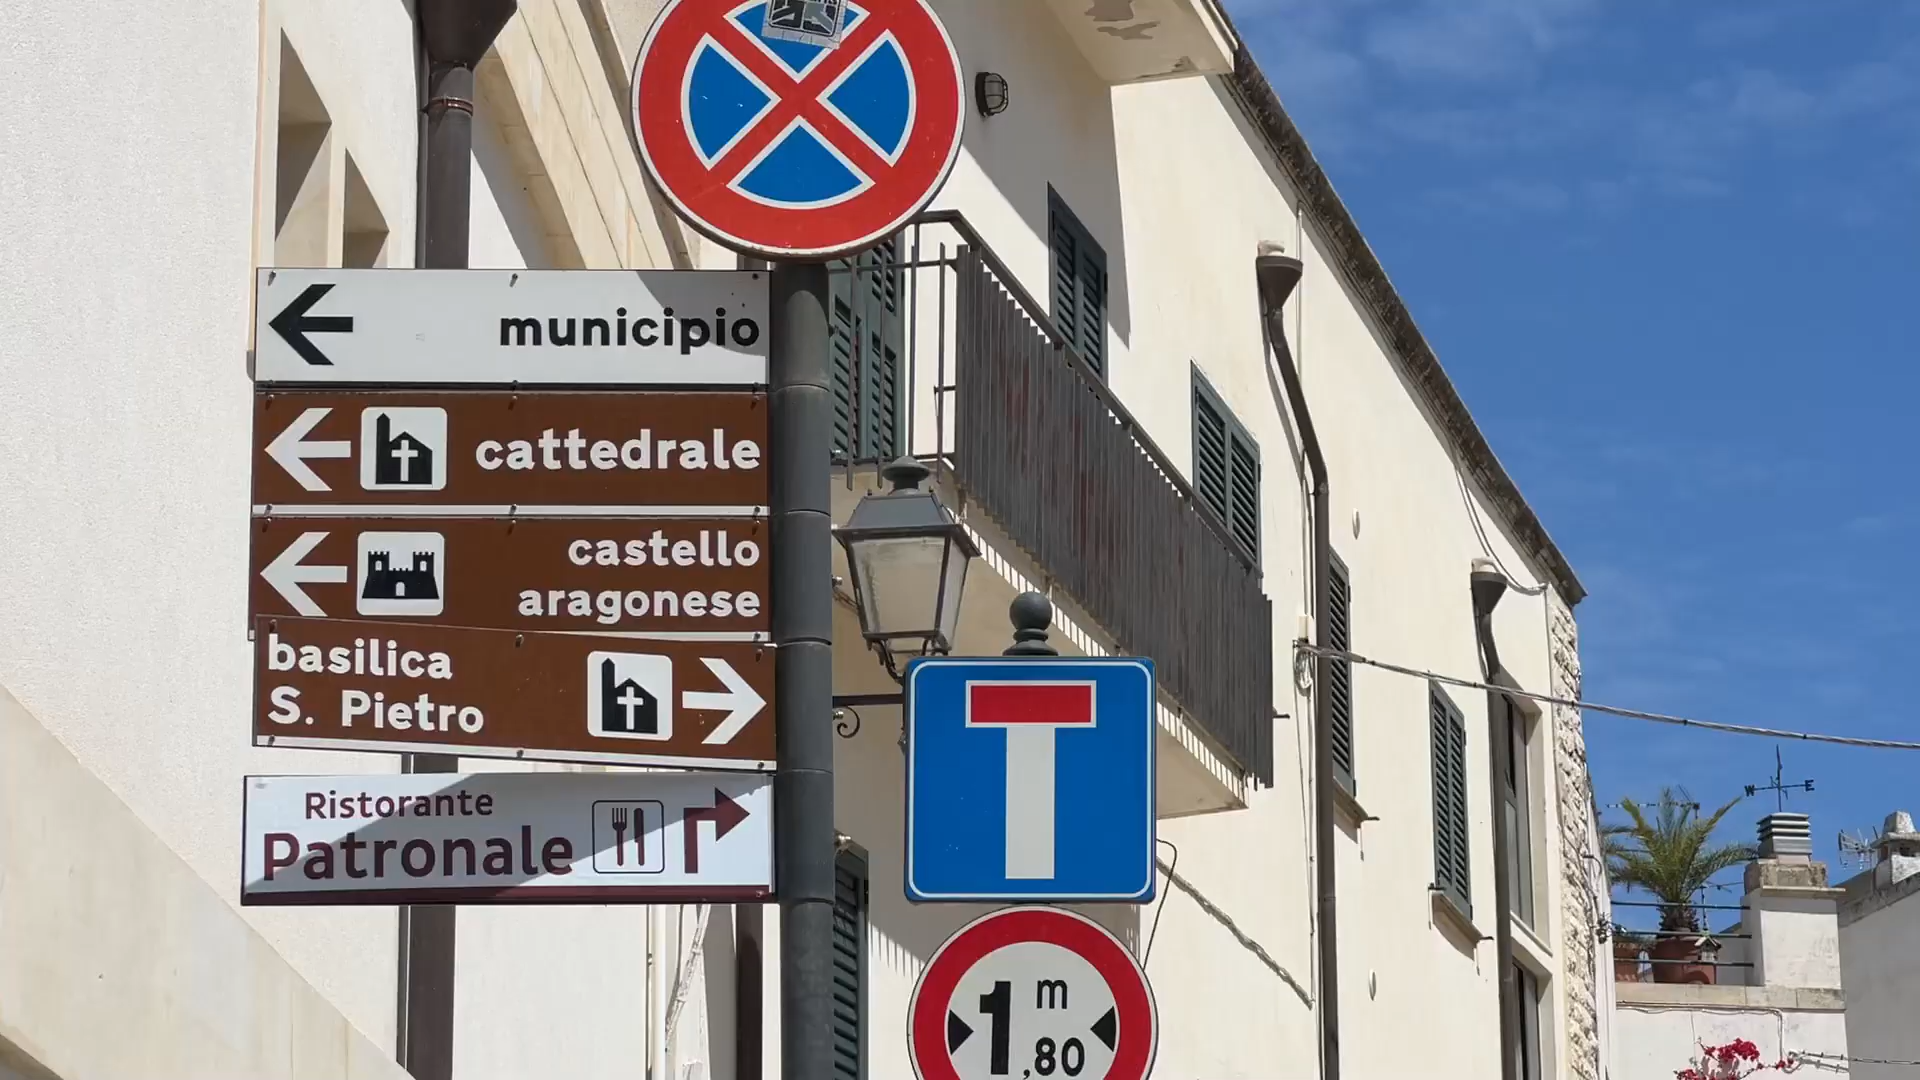 municipio
cattedrale
castello
aragonese
basilica
S. Pietro
Ristorante
Patronale
m
1,80
W E